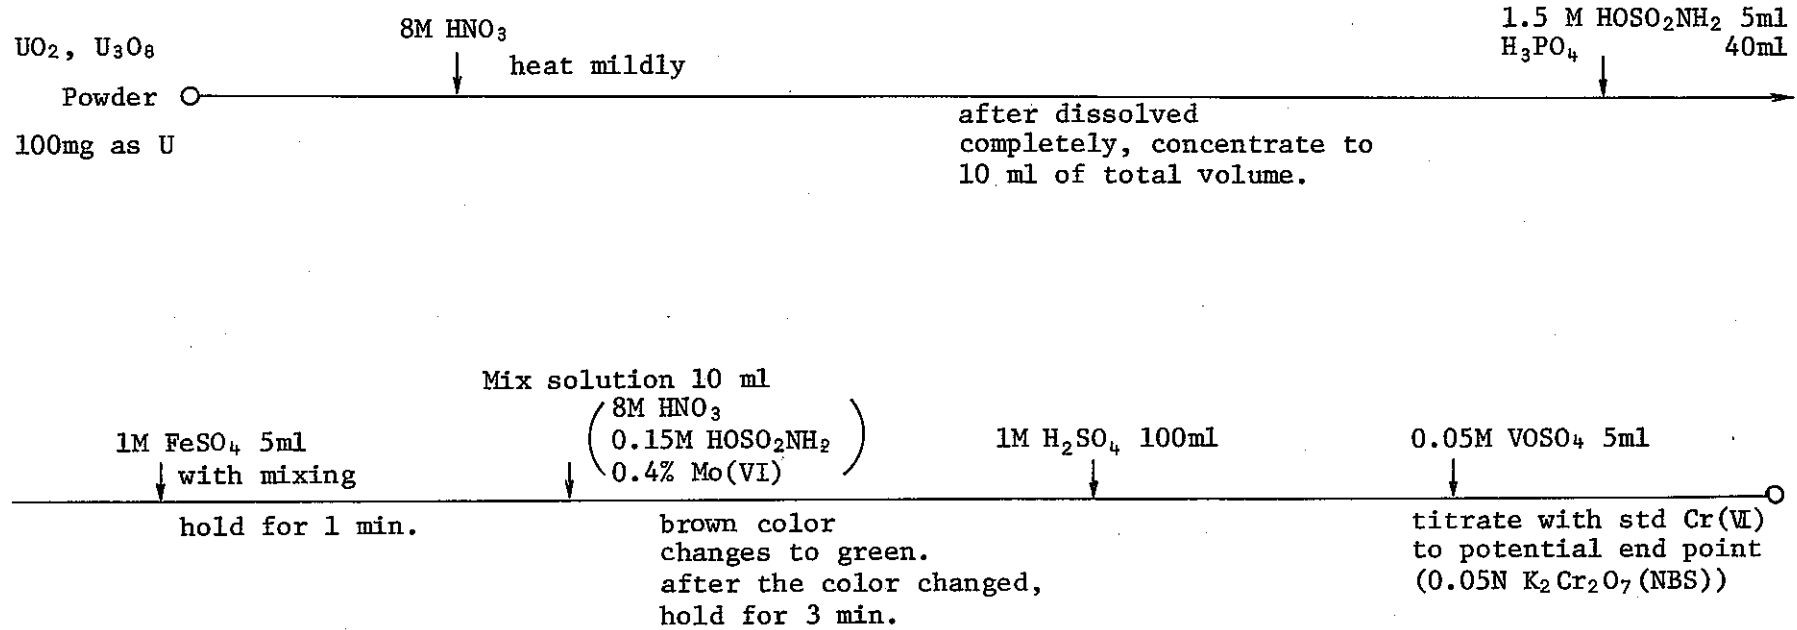 UO₂, U₃O₈
Powder
100mg as U
8M HNO₃
heat mildly
after dissolved
completely, concentrate to
10 ml of total volume.
1.5 M HOSO₂NH₂ 5ml
H₃PO₄ 40ml
1M FeSO₄ 5ml
with mixing
hold for 1 min.
Mix solution 10 ml
8M HNO₃
0.15M HOSO₂NH₂
0.4% Mo(VI)
brown color
changes to green.
after the color changed,
hold for 3 min.
1M H₂SO₄ 100ml
0.05M VOSO₄ 5ml
titrate with std Cr(Ⅵ)
to potential end point
(0.05N K₂Cr₂O₇(NBS))